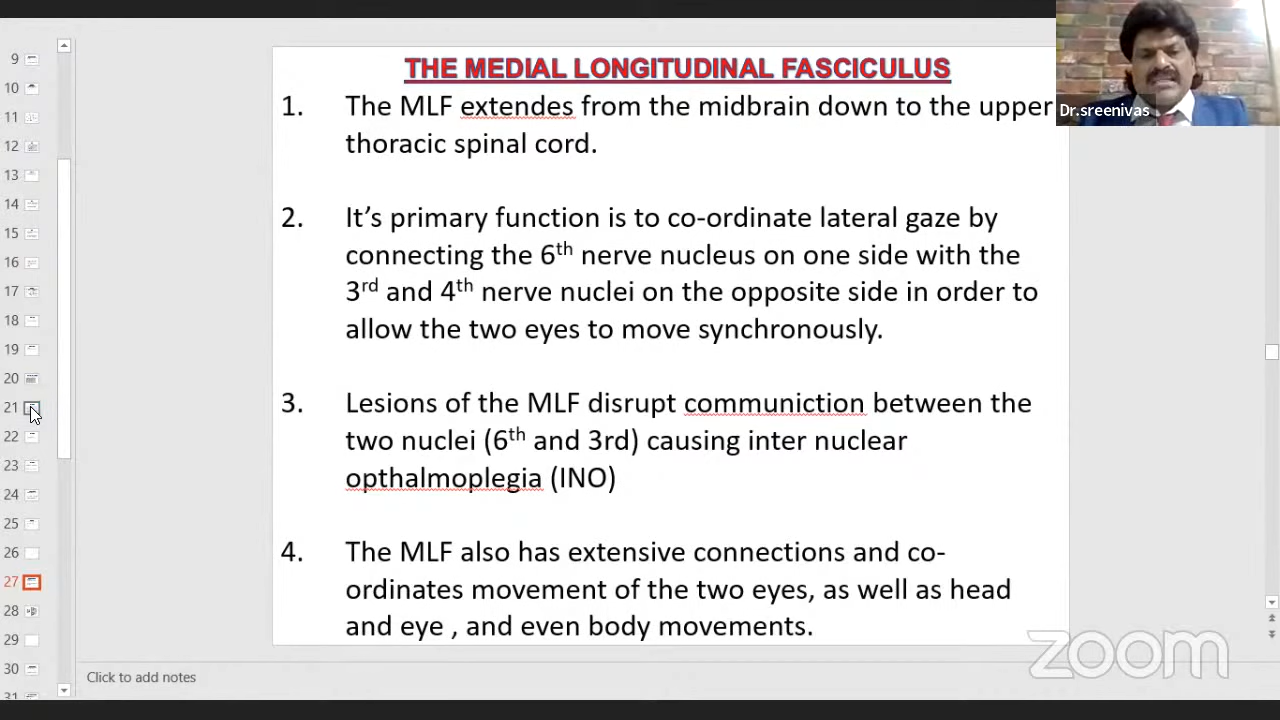 THE MEDIAL LONGITUDINAL FASCICULUS
1. The MLF extendes from the midbrain down to the upper
thoracic spinal cord.
2. It’s primary function is to co-ordinate lateral gaze by
connecting the 6th nerve nucleus on one side with the
3rd and 4th nerve nuclei on the opposite side in order to
allow the two eyes to move synchronously.
3. Lesions of the MLF disrupt communiction between the
two nuclei (6th and 3rd) causing inter nuclear
opthalmoplegia (INO)
4. The MLF also has extensive connections and co-
ordinates movement of the two eyes, as well as head
and eye , and even body movements.
Dr.sreenivas
9
10
11
12
13
14
15
16
17
18
19
20
21
22
23
24
25
26
27
28
29
30
31
Click to add notes
zoom